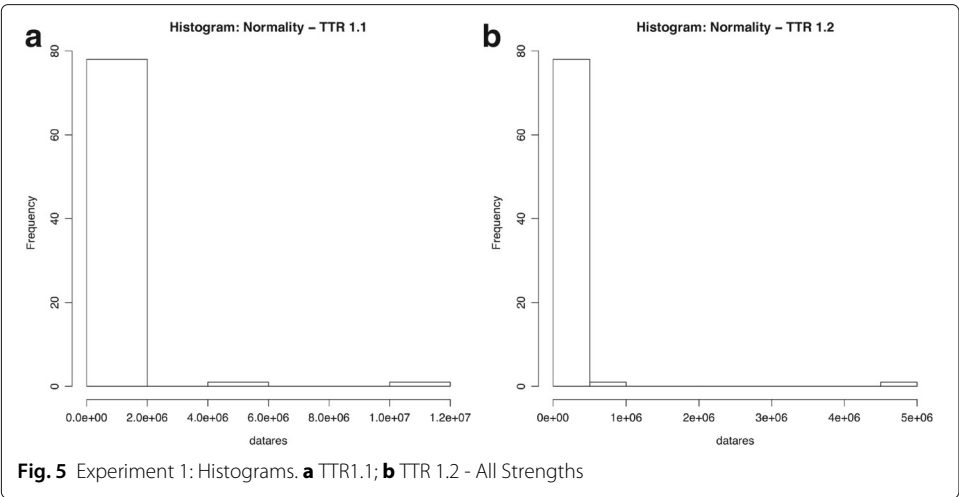 a
Histogram: Normality – TTR 1.1
80
60
40
20
0
Frequency
0.0e+00 2.0e+06 4.0e+06 6.0e+06 8.0e+06 1.0e+07 1.2e+07
datares
b
Histogram: Normality – TTR 1.2
80
60
40
20
0
Frequency
0e+00 1e+06 2e+06 3e+06 4e+06 5e+06
datares
Fig. 5 Experiment 1: Histograms. a TTR1.1; b TTR 1.2 - All Strengths